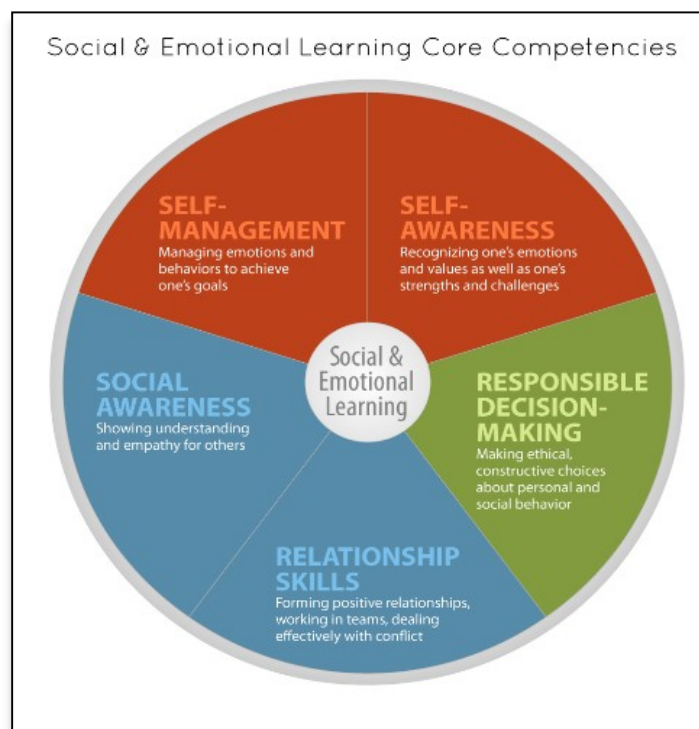 Social & Emotional Learning Core Competencies
SELF-
MANAGEMENT
Managing emotions and
behaviors to achieve
one's goals
SELF-
AWARENESS
Recognizing one's emotions
and values as well as one's
strengths and challenges
SOCIAL
AWARENESS
Showing understanding
and empathy for others
Social &
Emotional
Learning
RESPONSIBLE
DECISION-
MAKING
Making ethical,
constructive choices
about personal and
social behavior
RELATIONSHIP
SKILLS
Forming positive relationships,
working in teams, dealing
effectively with conflict